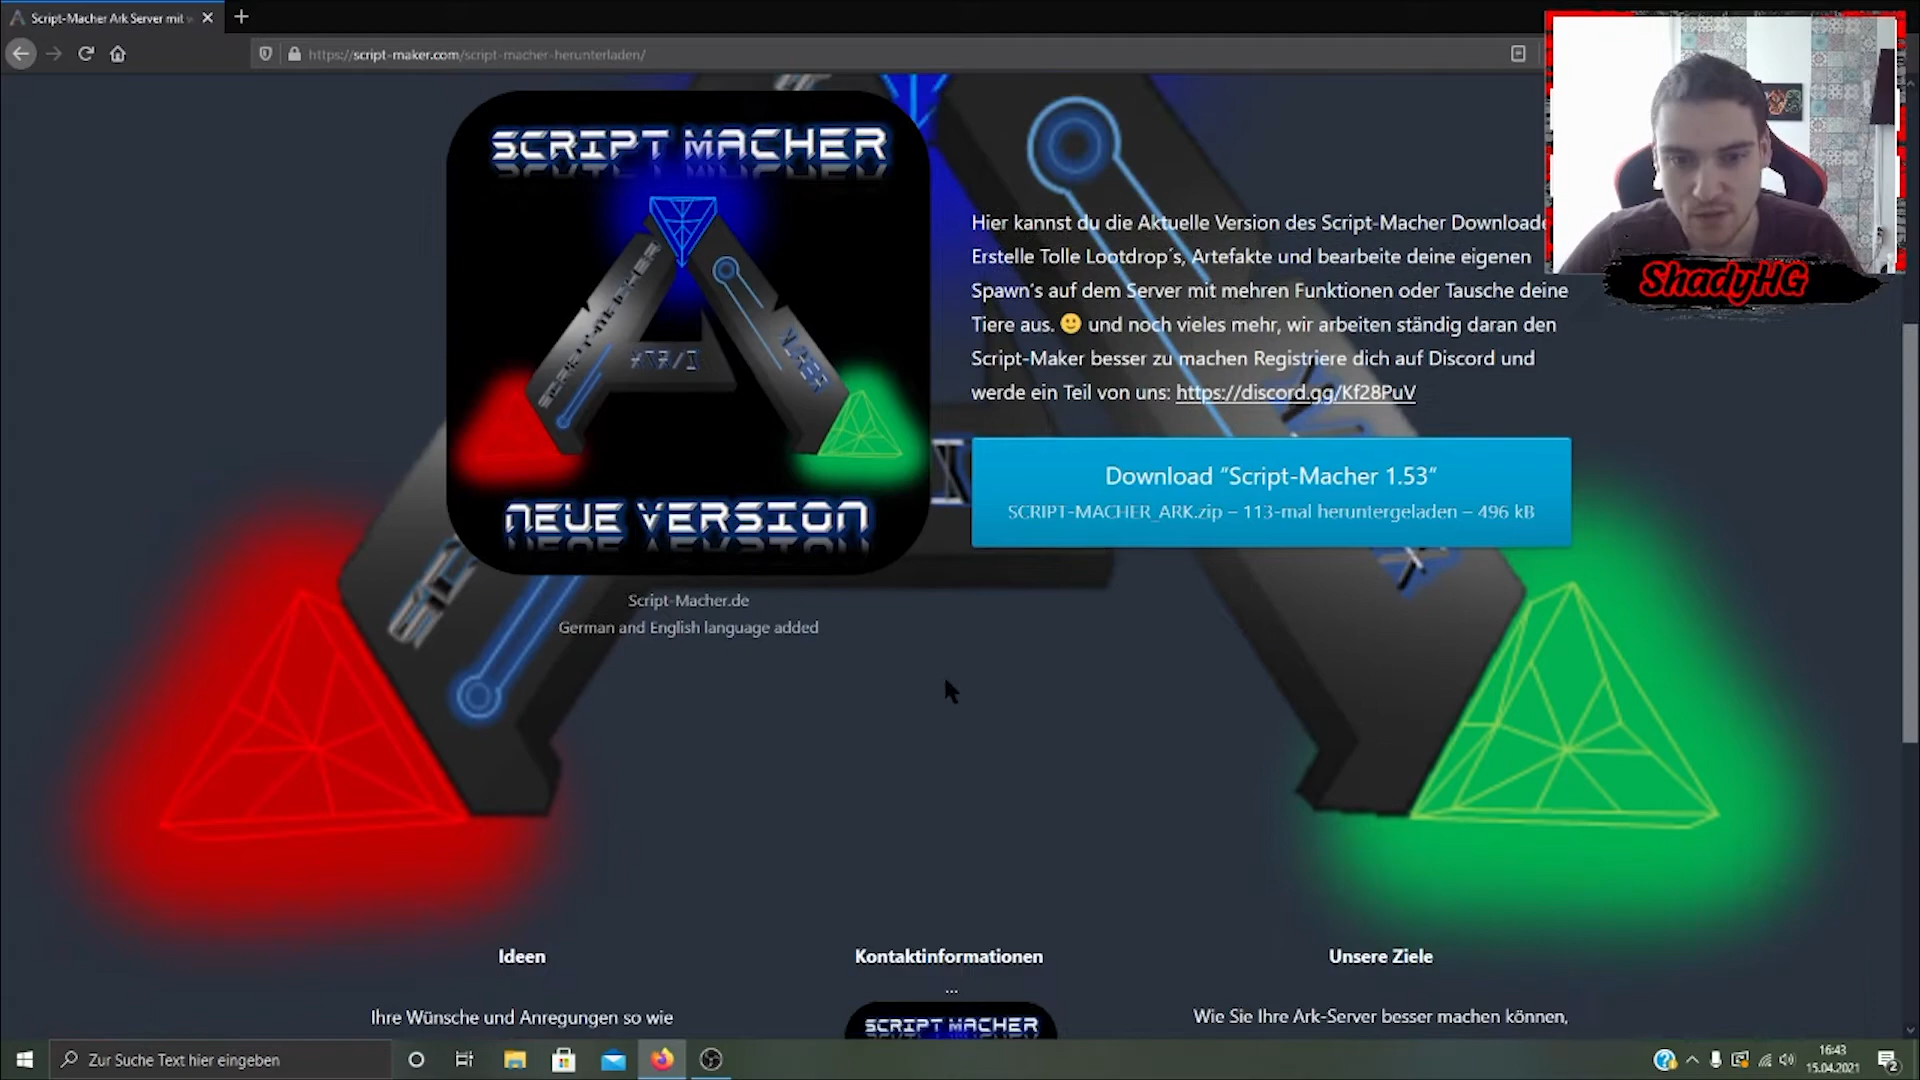 Script-Macher Ark Server mit
https://script-maker.com/script-macher-herunterladen/
SCRIPT MACHER
NEUE VERSION
Script-Macher.de
German and English language added
Hier kannst du die Aktuelle Version des Script-Macher Downloade
Erstelle Tolle Lootdrop´s, Artefakte und bearbeite deine eigenen
Spawn's auf dem Server mit mehren Funktionen oder Tausche deine
Tiere aus. 🙂 und noch vieles mehr, wir arbeiten ständig daran den
Script-Maker besser zu machen Registriere dich auf Discord und
werde ein Teil von uns: https://discord.gg/Kf28PuV
Download “Script-Macher 1.53”
SCRIPT-MACHER_ARK.zip – 113-mal heruntergeladen – 496 kB
ShadyHG
Ideen
Ihre Wünsche und Anregungen so wie
Kontaktinformationen
...
SCRIPT MACHER
Unsere Ziele
Wie Sie Ihre Ark-Server besser machen können,
Zur Suche Text hier eingeben
16:43
15.04.2021
2